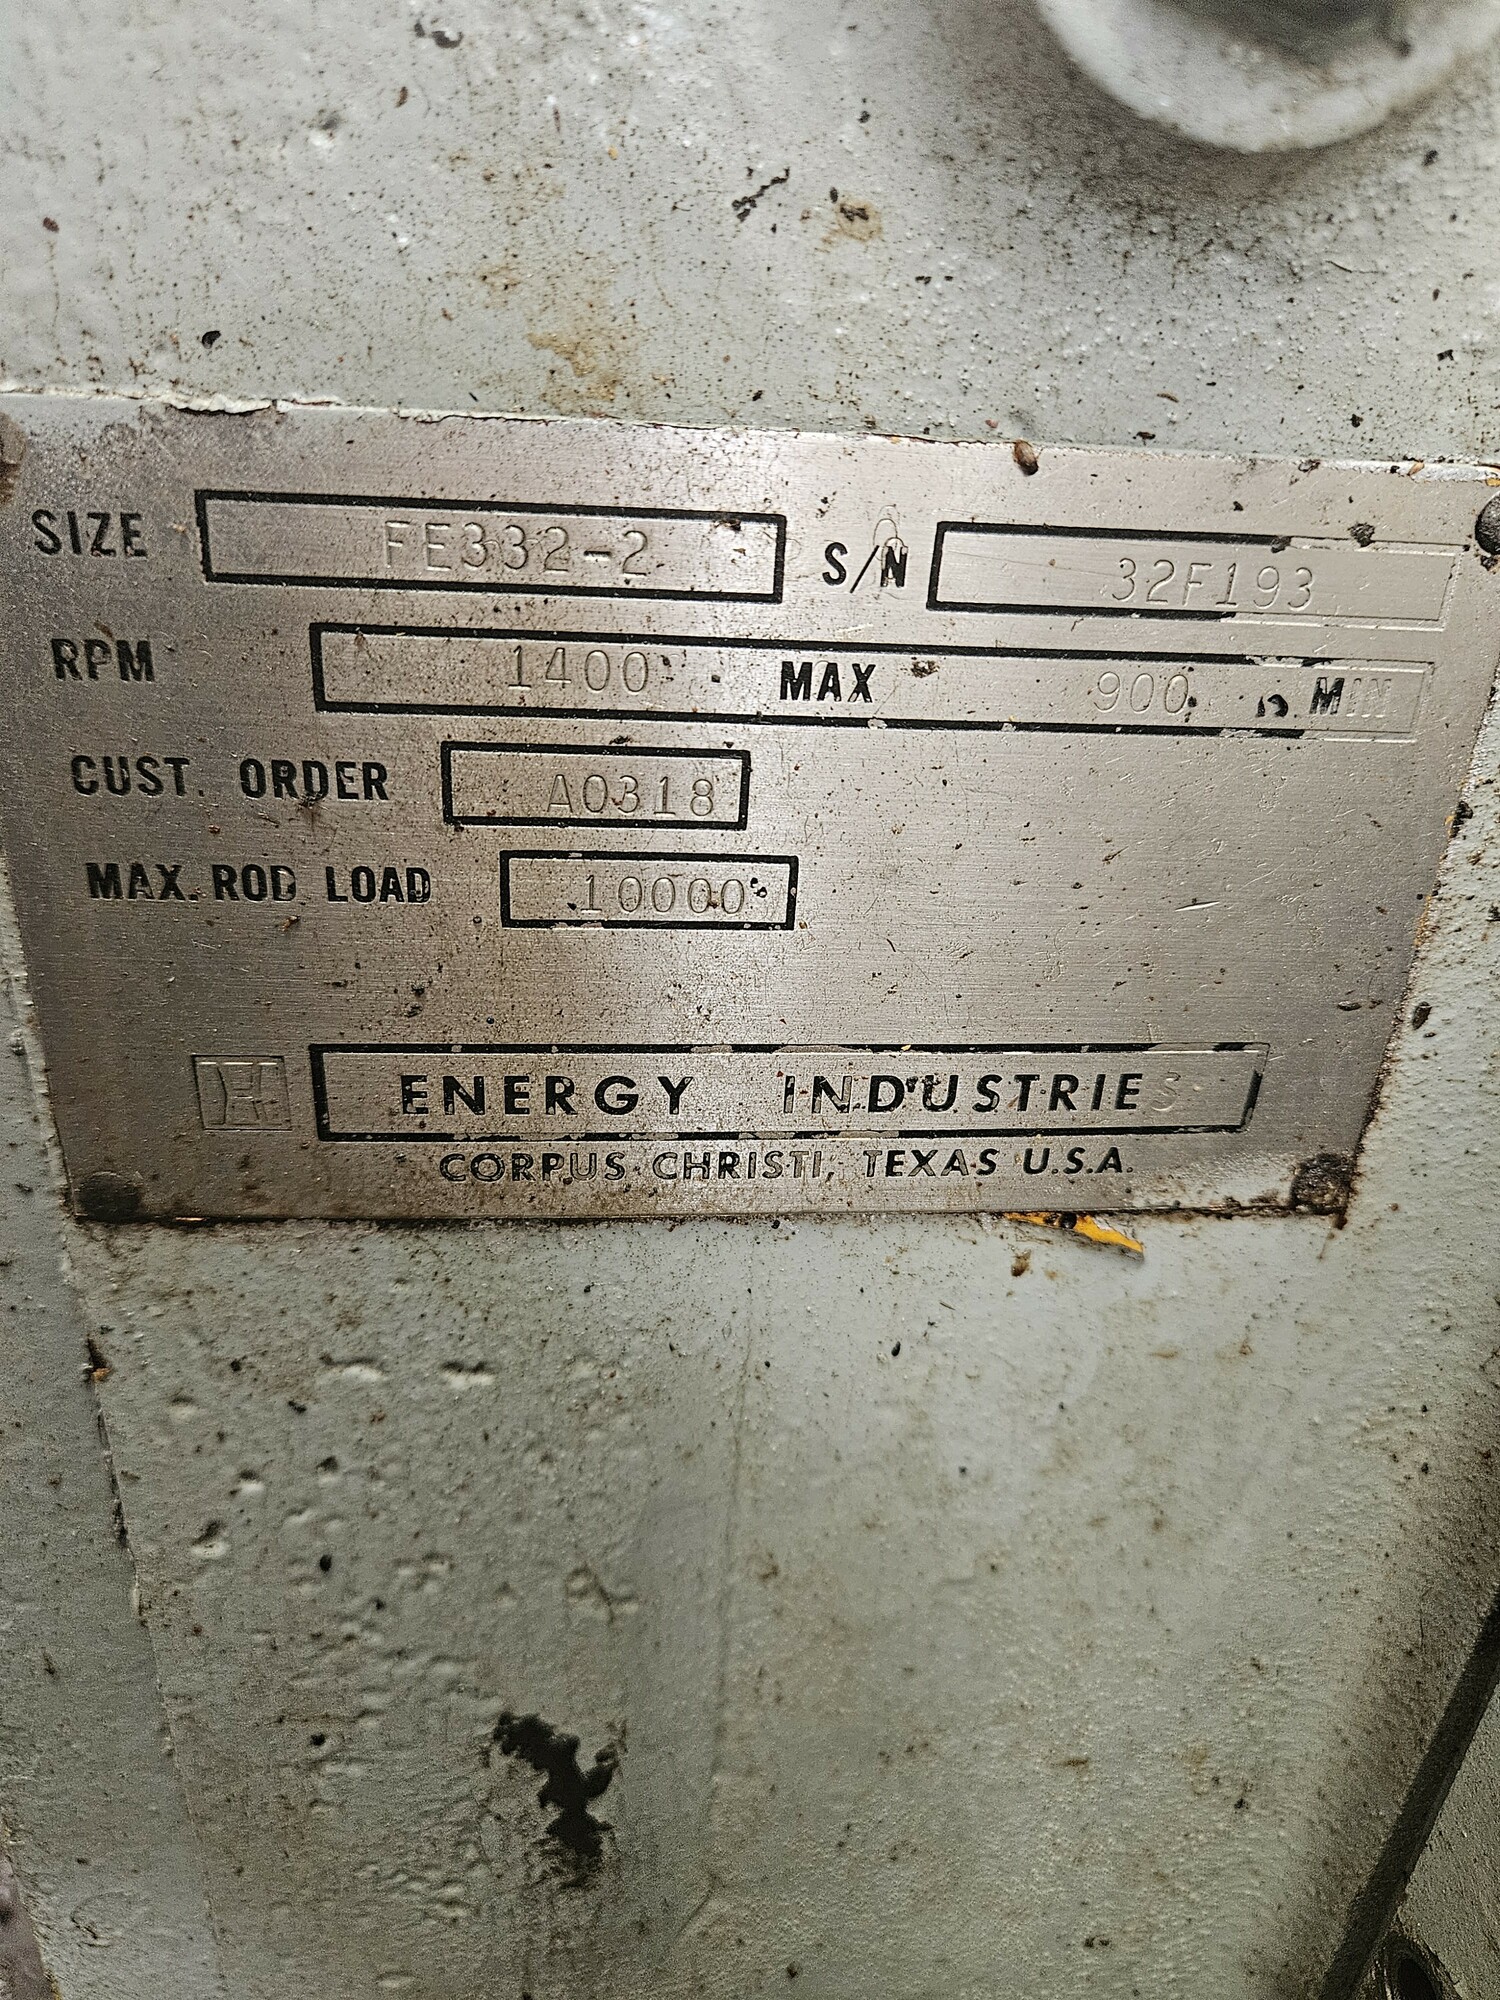 SIZE FE332-2 S/N 32F193
RPM 1400 MAX 900 MIN
CUST. ORDER A0318
MAX. ROD LOAD 10000
ENERGY INDUSTRIES
CORPUS CHRISTI, TEXAS U.S.A.